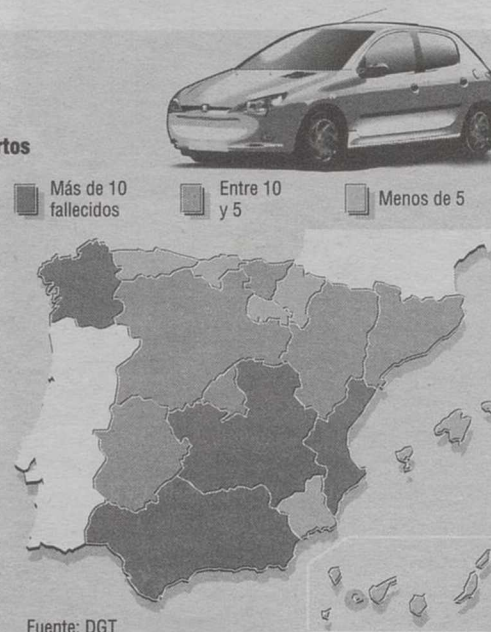 rtos
Más de 10
fallecidos
Entre 10
y 5
Menos de 5
Fuente: DGT